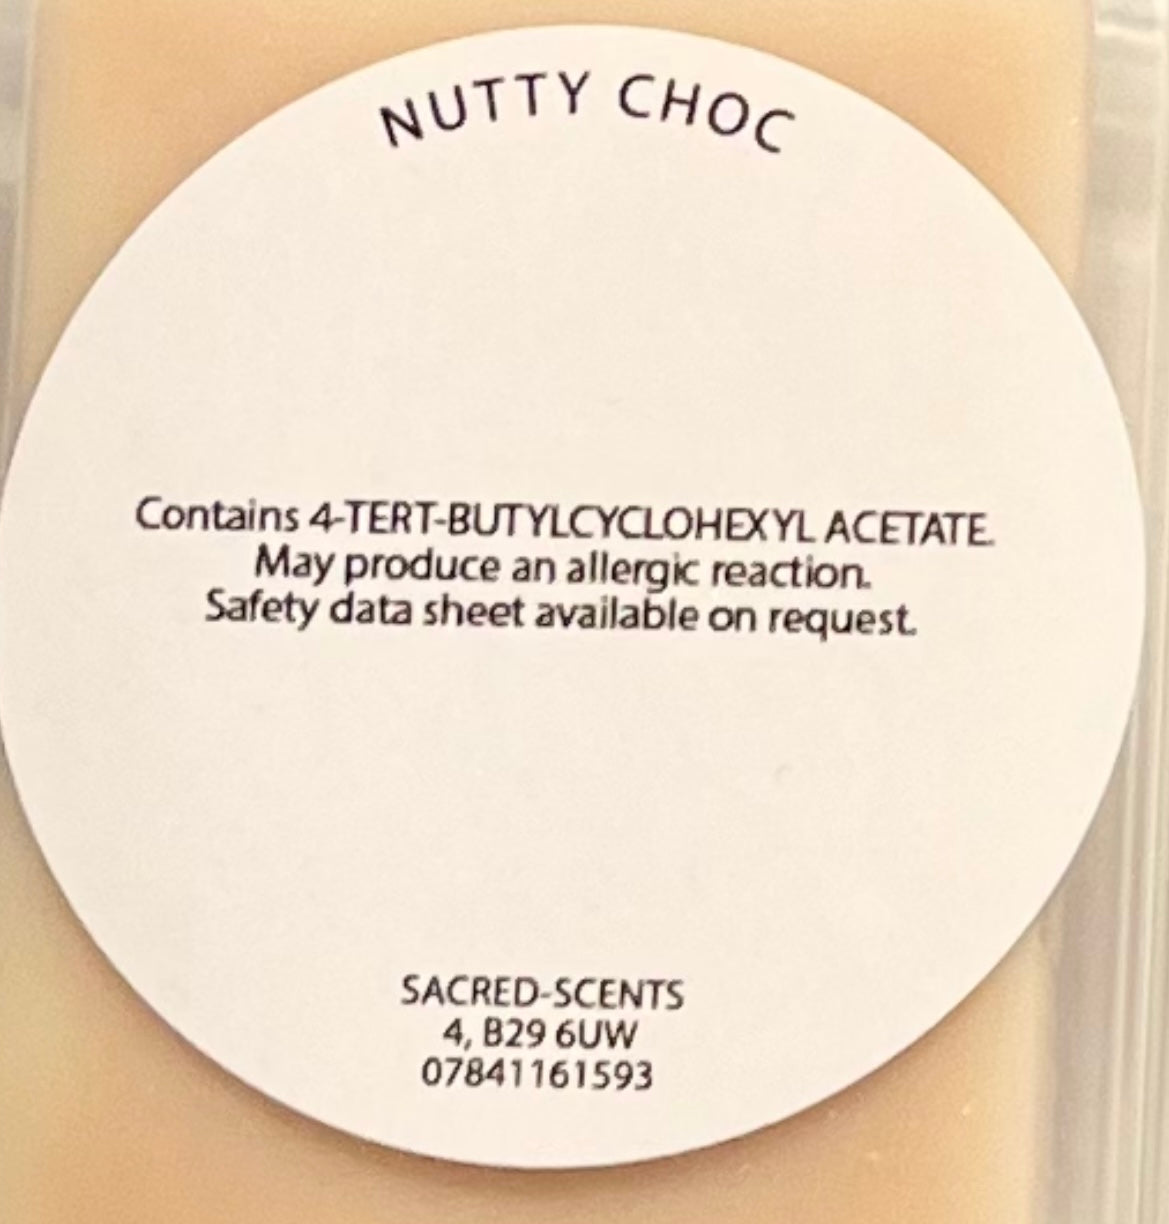 NUTTY CHOC
Contains 4-TERT-BUTYLCYCLOHEXYL ACETATE.
May produce an allergic reaction.
Safety data sheet available on request.
SACRED-SCENTS
4, B29 6UW
07841161593